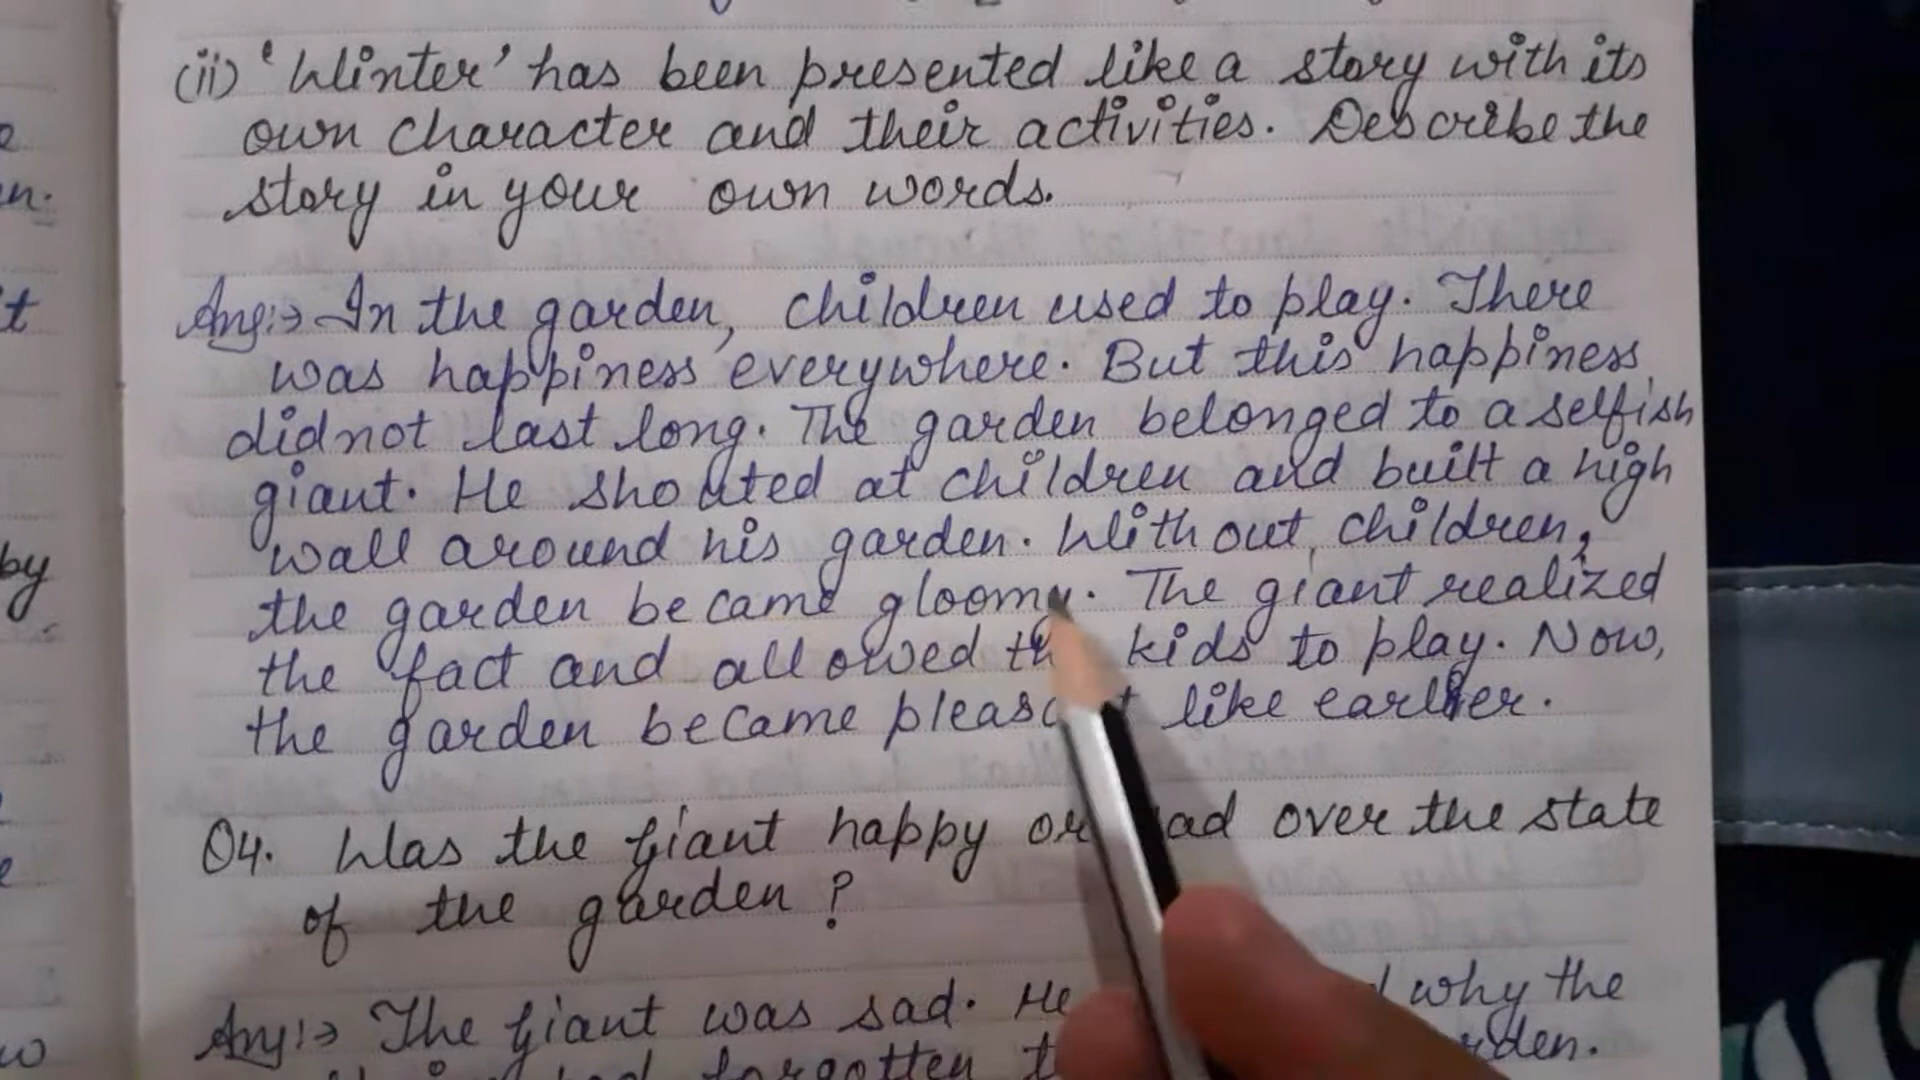 (ii) 'Winter' has been presented like a story with its
own character and their activities. Describe the
story in your own words.
Ans:→ In the garden, children used to play. There
was happiness everywhere. But this happiness
did not last long. The garden belonged to a selfish
giant. He shouted at children and built a high
wall around his garden. Without, children,
the garden became gloomy. The giant realized
the fact and allowed kids to play. Now,
the garden became like earlier.
Q4. Was the giant happy or over the state
of the garden?
Ans:→ The giant was sad. He why the
forgotten